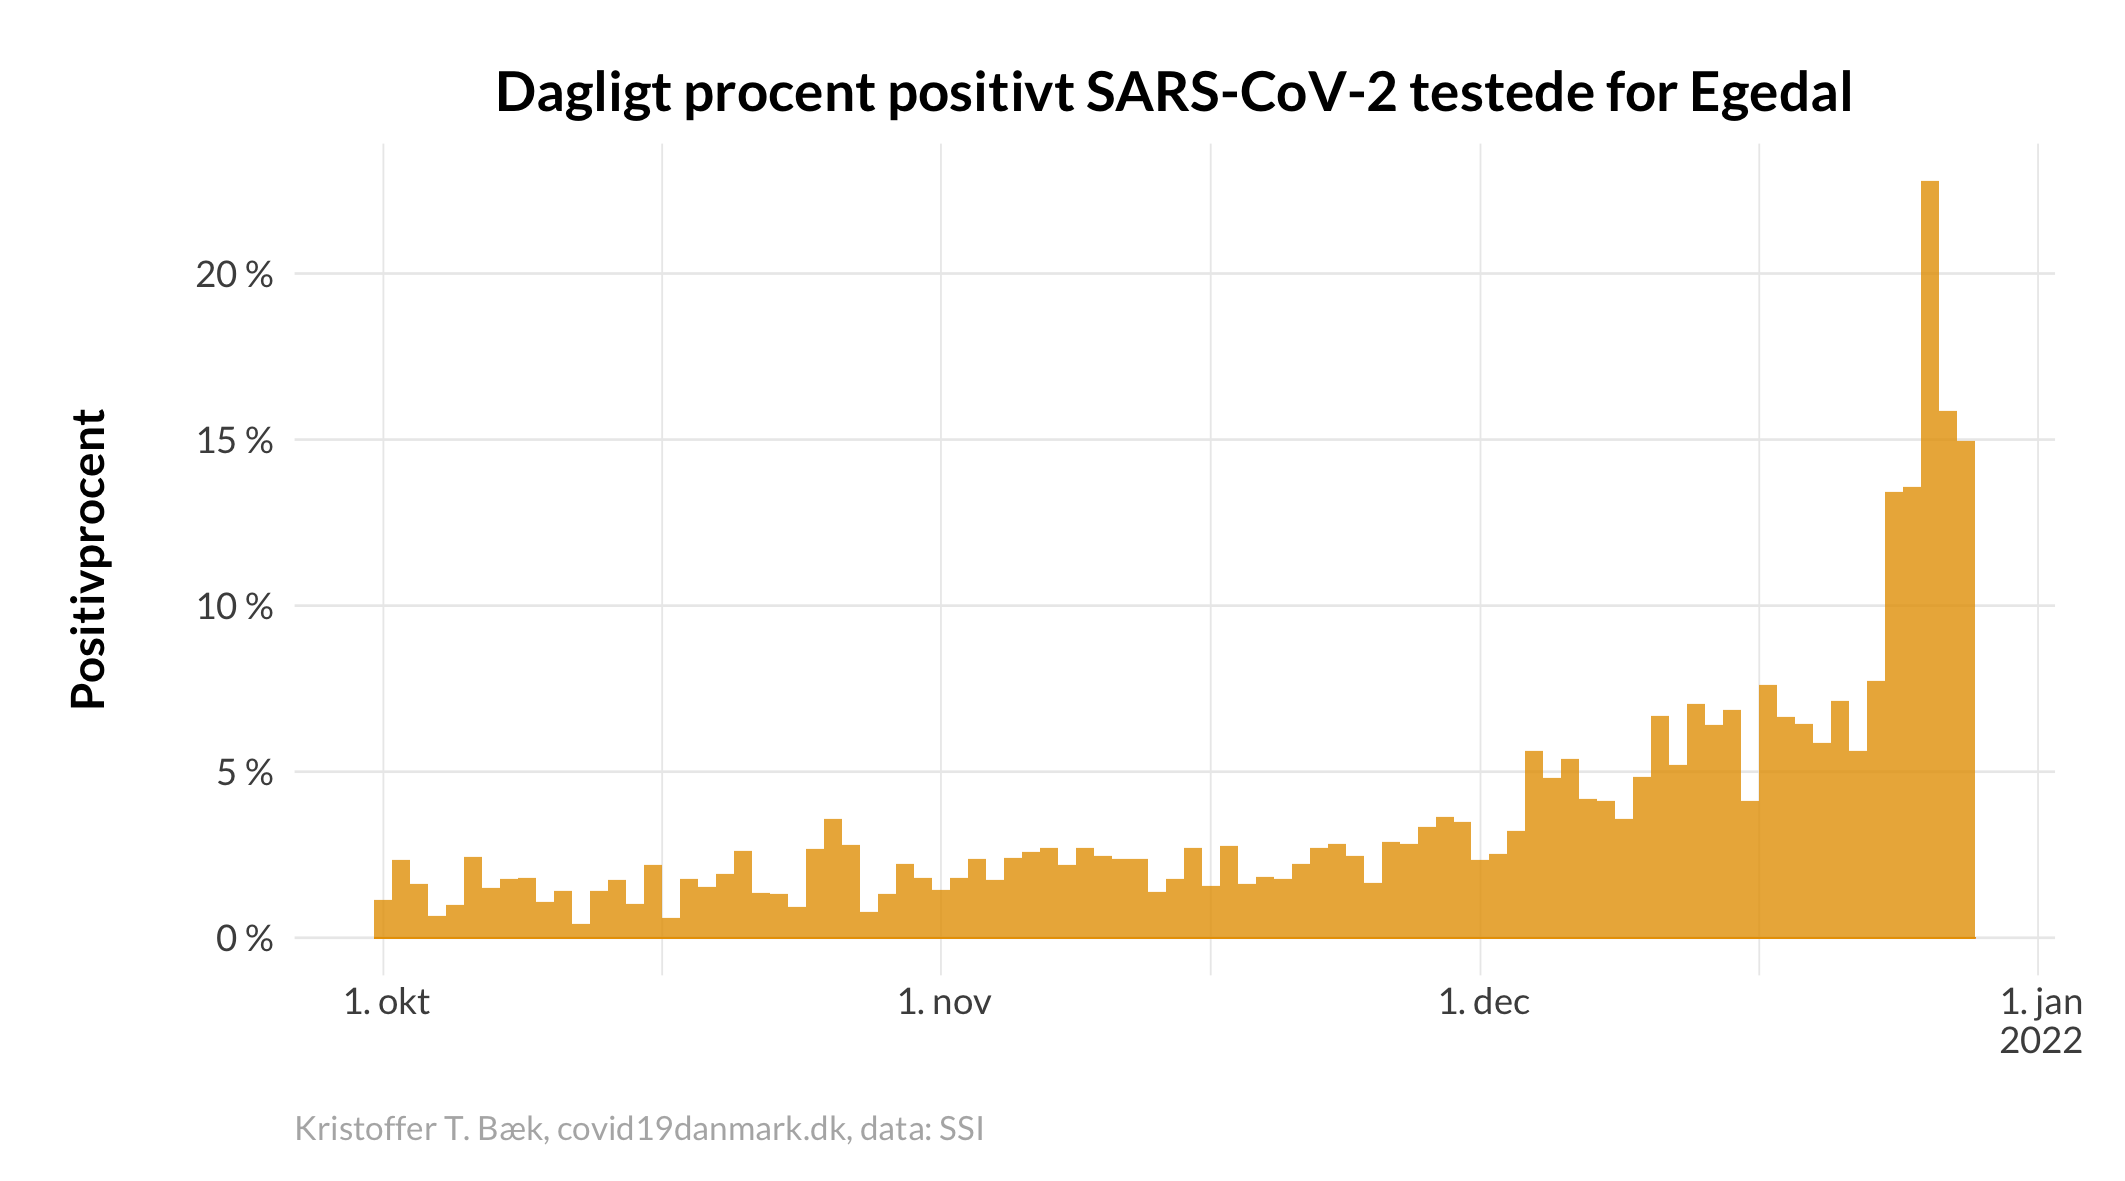 Dagligt procent positivt SARS-CoV-2 testede for Egedal
Positivprocent
20 %
15 %
10 %
5 %
0 %
1. okt
1. nov
1. dec
1. jan
2022
Kristoffer T. Bæk, covid19danmark.dk, data: SSI